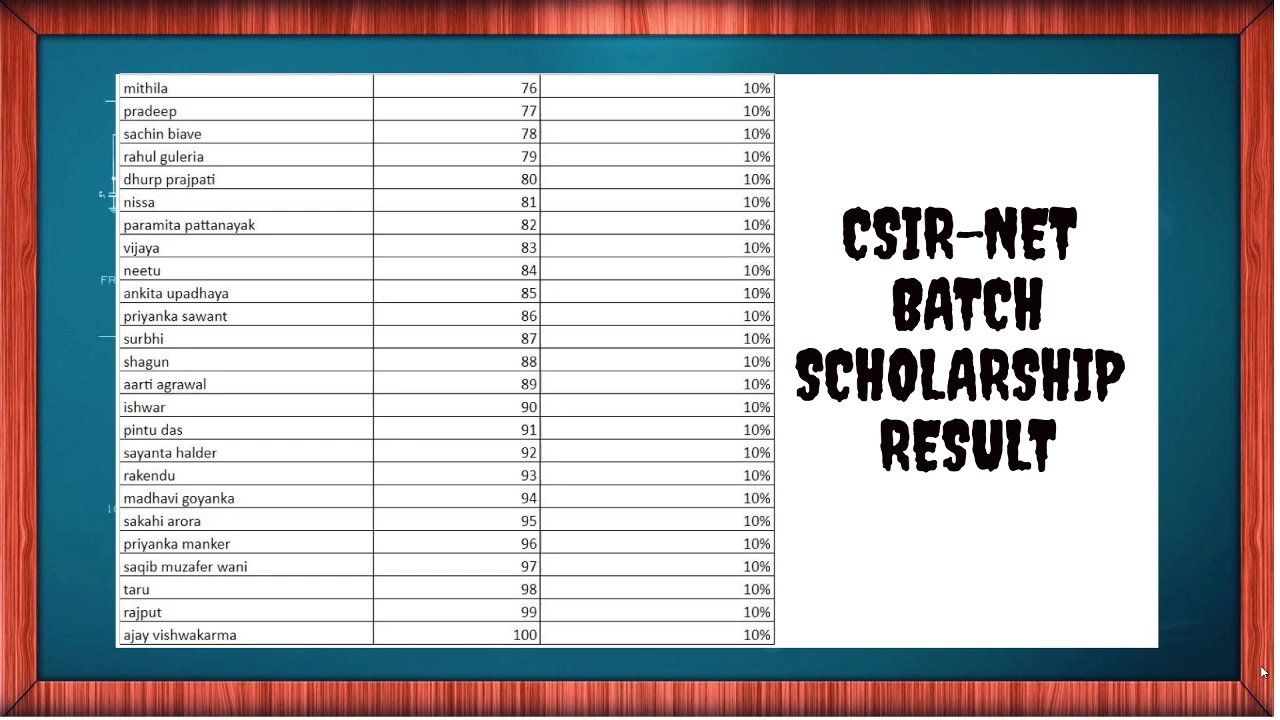 mithila 76 10%
pradeep 77 10%
sachin biave 78 10%
rahul guleria 79 10%
dhurp prajpati 80 10%
nissa 81 10%
paramita pattanayak 82 10%
vijaya 83 10%
neetu 84 10%
ankita upadhaya 85 10%
priyanka sawant 86 10%
surbhi 87 10%
shagun 88 10%
aarti agrawal 89 10%
ishwar 90 10%
pintu das 91 10%
sayanta halder 92 10%
rakendu 93 10%
madhavi goyanka 94 10%
sakahi arora 95 10%
priyanka manker 96 10%
saqib muzafer wani 97 10%
taru 98 10%
rajput 99 10%
ajay vishwakarma 100 10%
CSIR-NET
BATCH
SCHOLARSHIP
RESULT